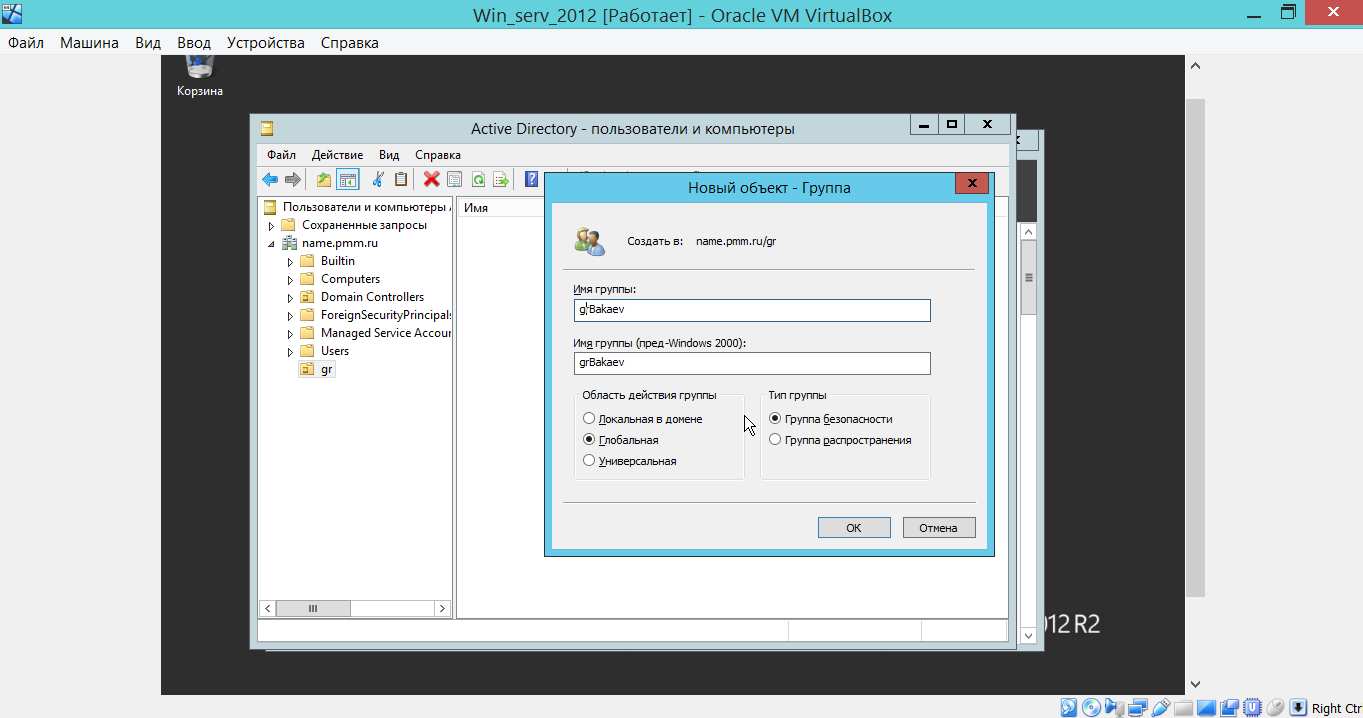 Win_serv_2012 [Работает] - Oracle VM VirtualBox
Файл Машина Вид Ввод Устройства Справка
Корзина
Active Directory - пользователи и компьютеры
Файл Действие Вид Справка
Новый объект - Группа
Пользователи и компьютеры
Имя
Сохраненные запросы
name.pmm.ru
Builtin
Computers
Domain Controllers
ForeignSecurityPrincipals
Managed Service Accour
Users
gr
Создать в: name.pmm.ru/gr
Имя группы:
grBakaev
Имя группы (пред-Windows 2000):
grBakaev
Область действия группы
Локальная в домене
Глобальная
Универсальная
Тип группы
Группа безопасности
Группа распространения
ОК Отмена
012 R2
Right Ctr